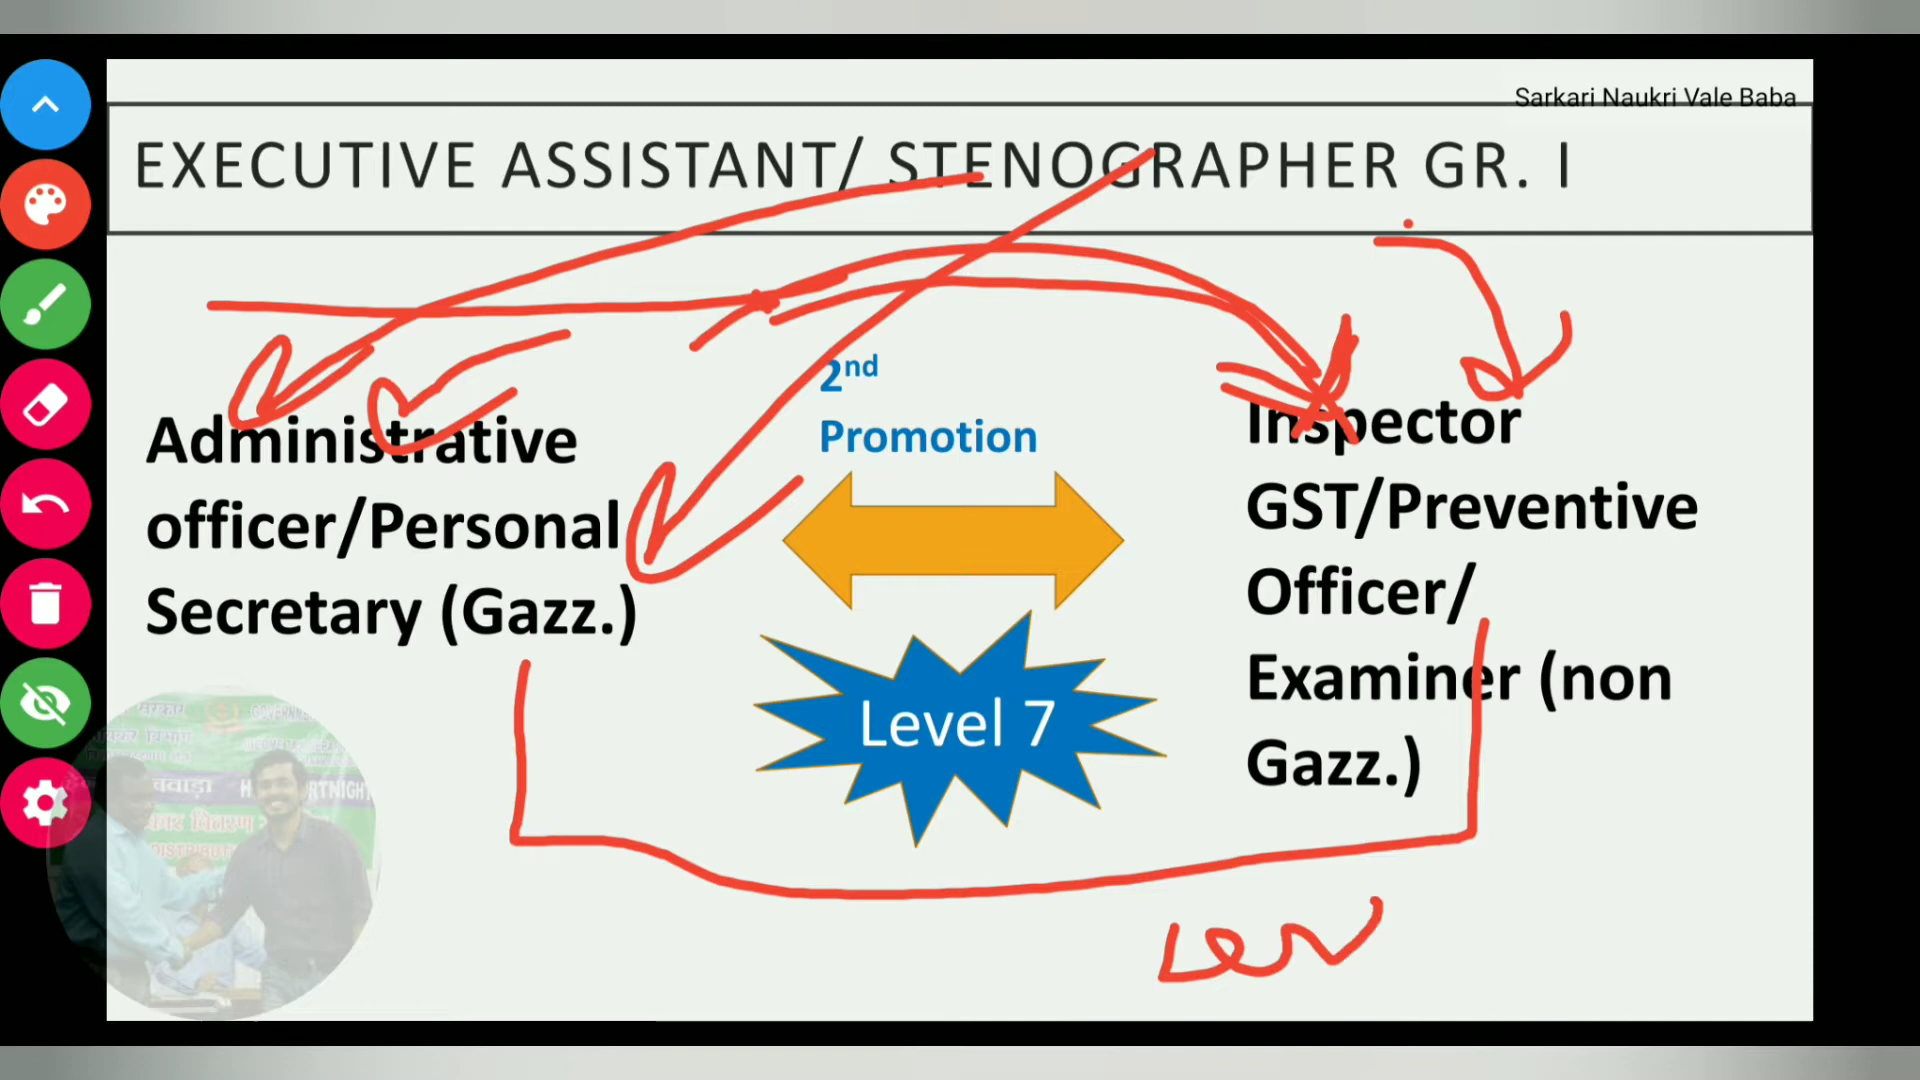 Sarkari Naukri Vale Baba
EXECUTIVE ASSISTANT/ STENOGRAPHER GR. I
2nd
Promotion
Administrative
officer/Personal
Secretary (Gazz.)
Inspector
GST/Preventive
Officer/
Examiner (non
Gazz.)
Level 7